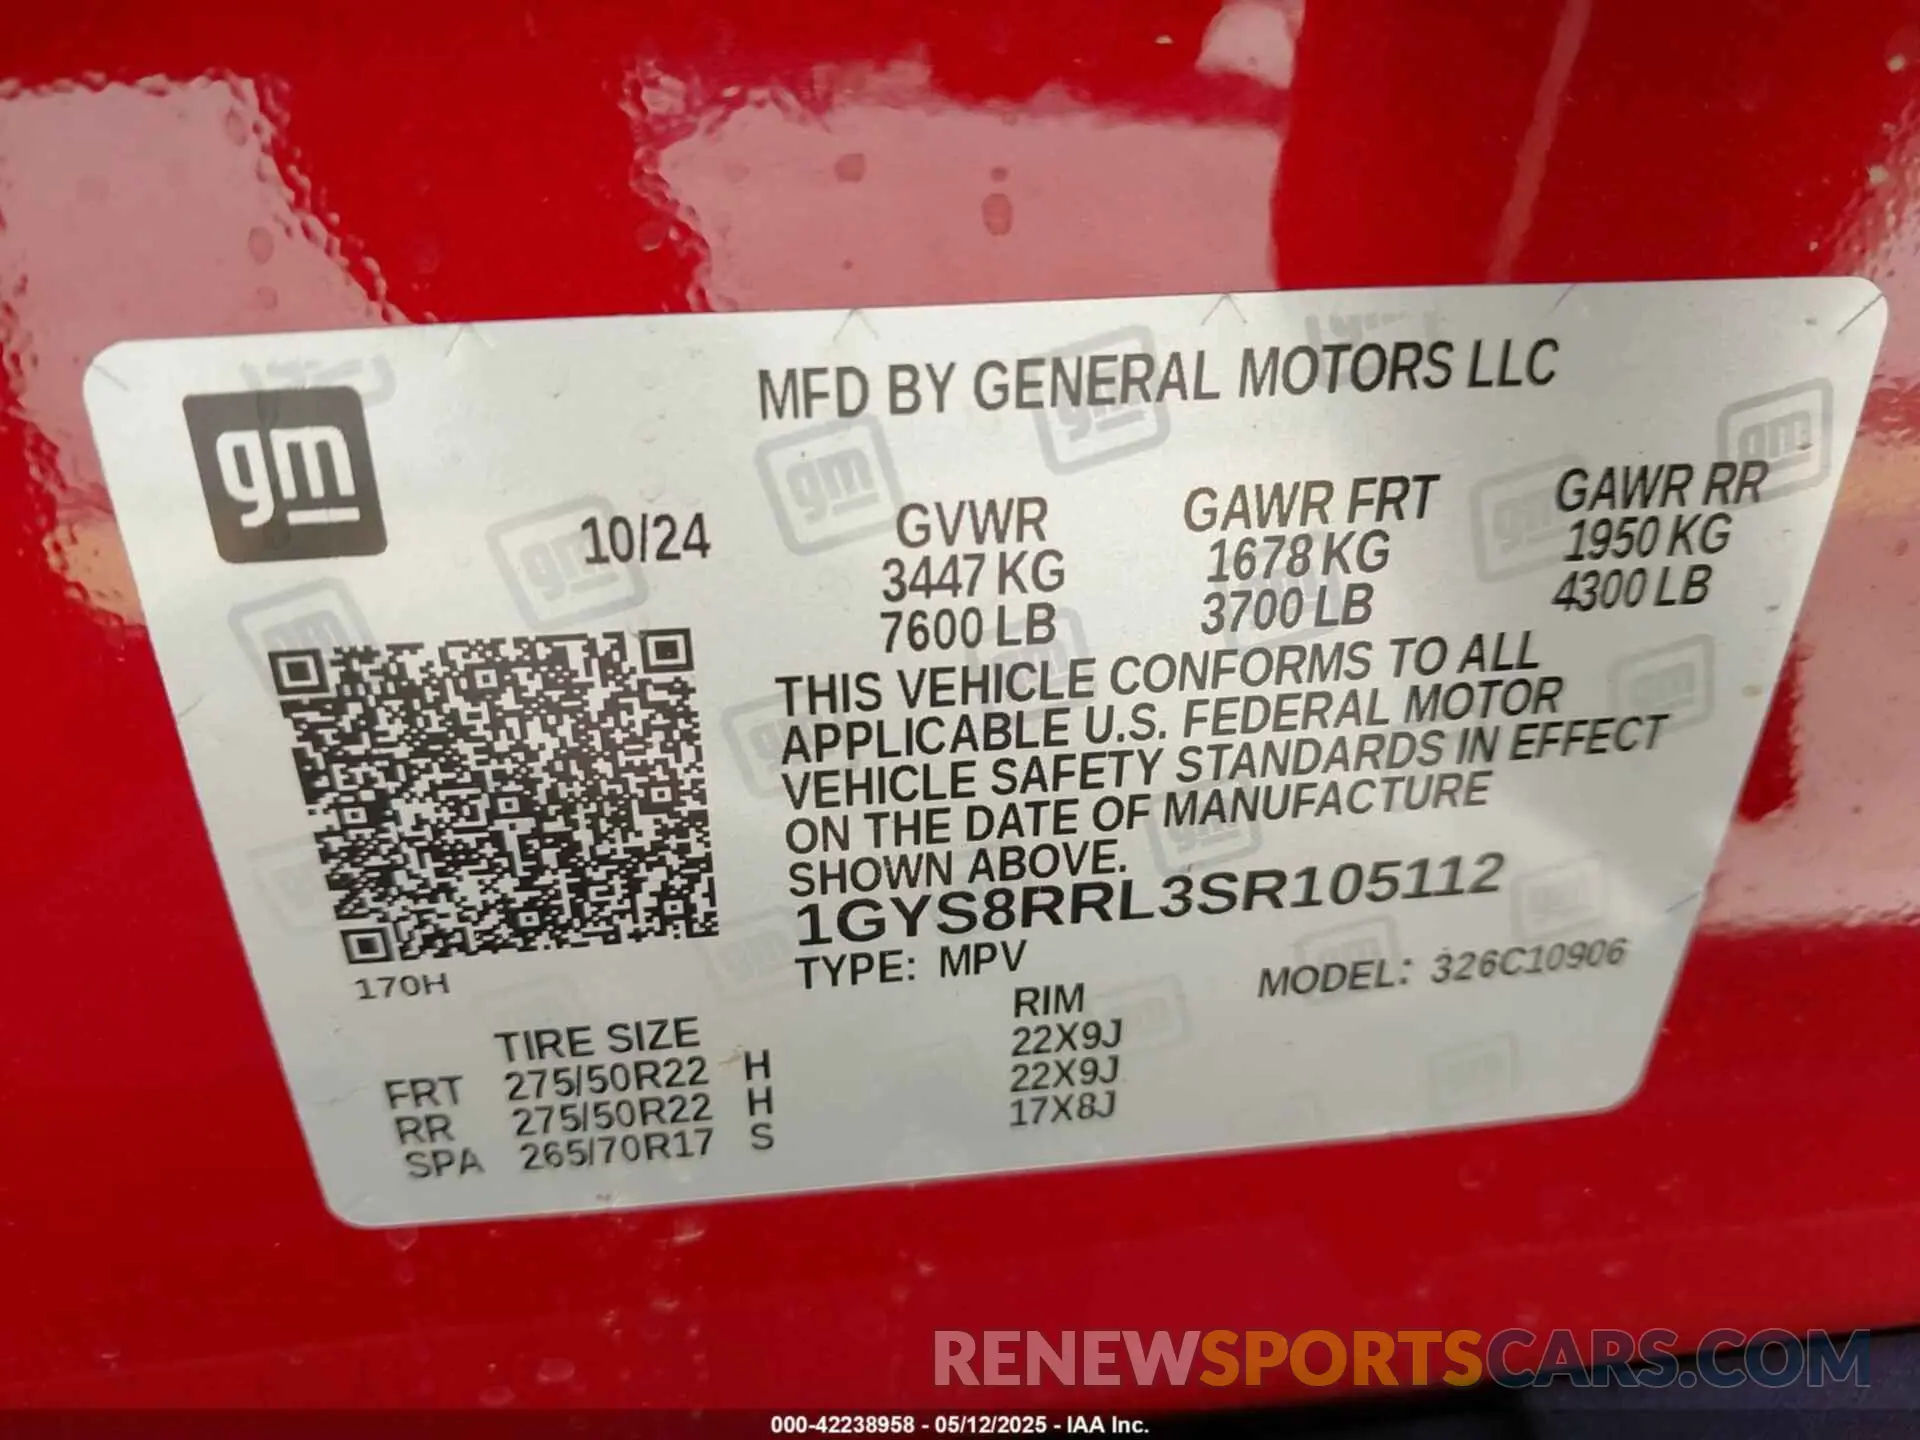 MFD BY GENERAL MOTORS LLC
gm
10/24
GVWR
3447 KG
7600 LB
GAWR FRT
1678 KG
3700 LB
GAWR RR
1950 KG
4300 LB
THIS VEHICLE CONFORMS TO ALL
APPLICABLE U.S. FEDERAL MOTOR
VEHICLE SAFETY STANDARDS IN EFFECT
ON THE DATE OF MANUFACTURE
SHOWN ABOVE.
1GYS8RRL3SR105112
TYPE: MPV
MODEL: 326C10906
170H
TIRE SIZE RIM
FRT 275/50R22 H 22X9J
RR 275/50R22 H 22X9J
SPA 265/70R17 S 17X8J
RENEWSPORTSCARS.COM
000-42238958 - 05/12/2025 - IAA Inc.